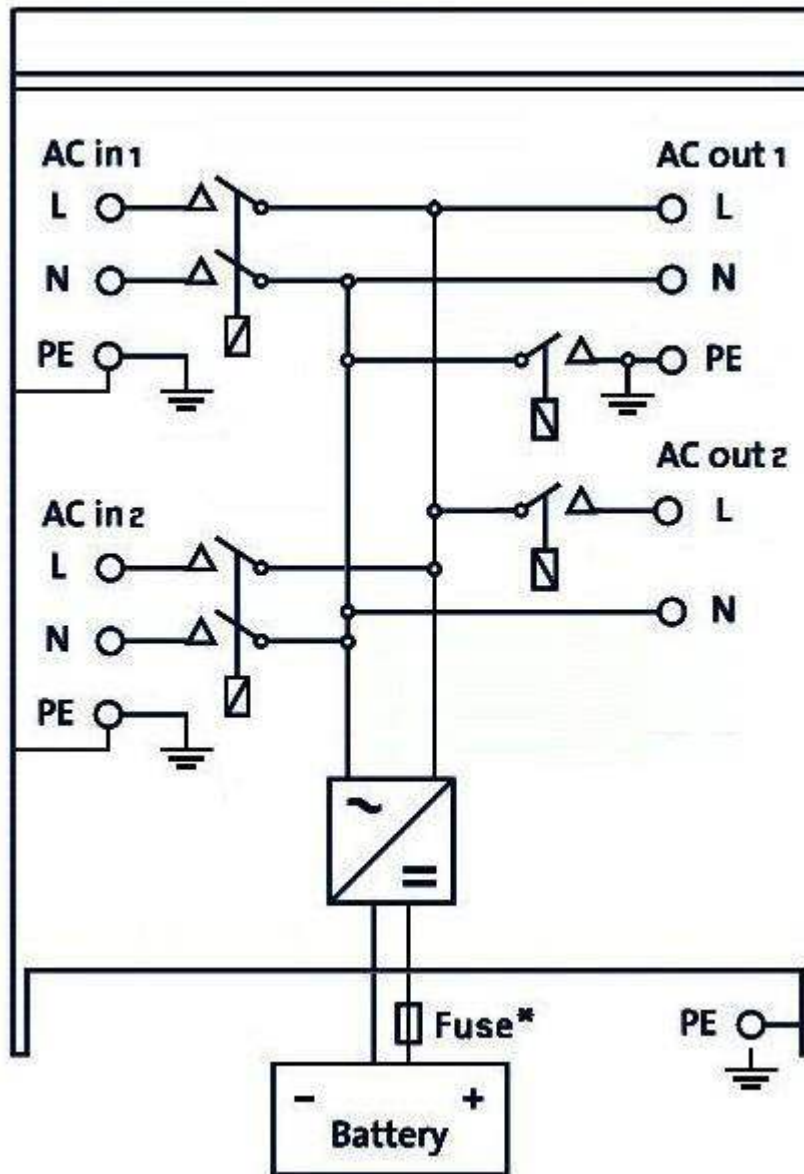 AC in 1
L
N
PE
AC out 1
L
N
PE
AC in 2
L
N
PE
AC out 2
L
N
~
=
Fuse*
PE
- +
Battery